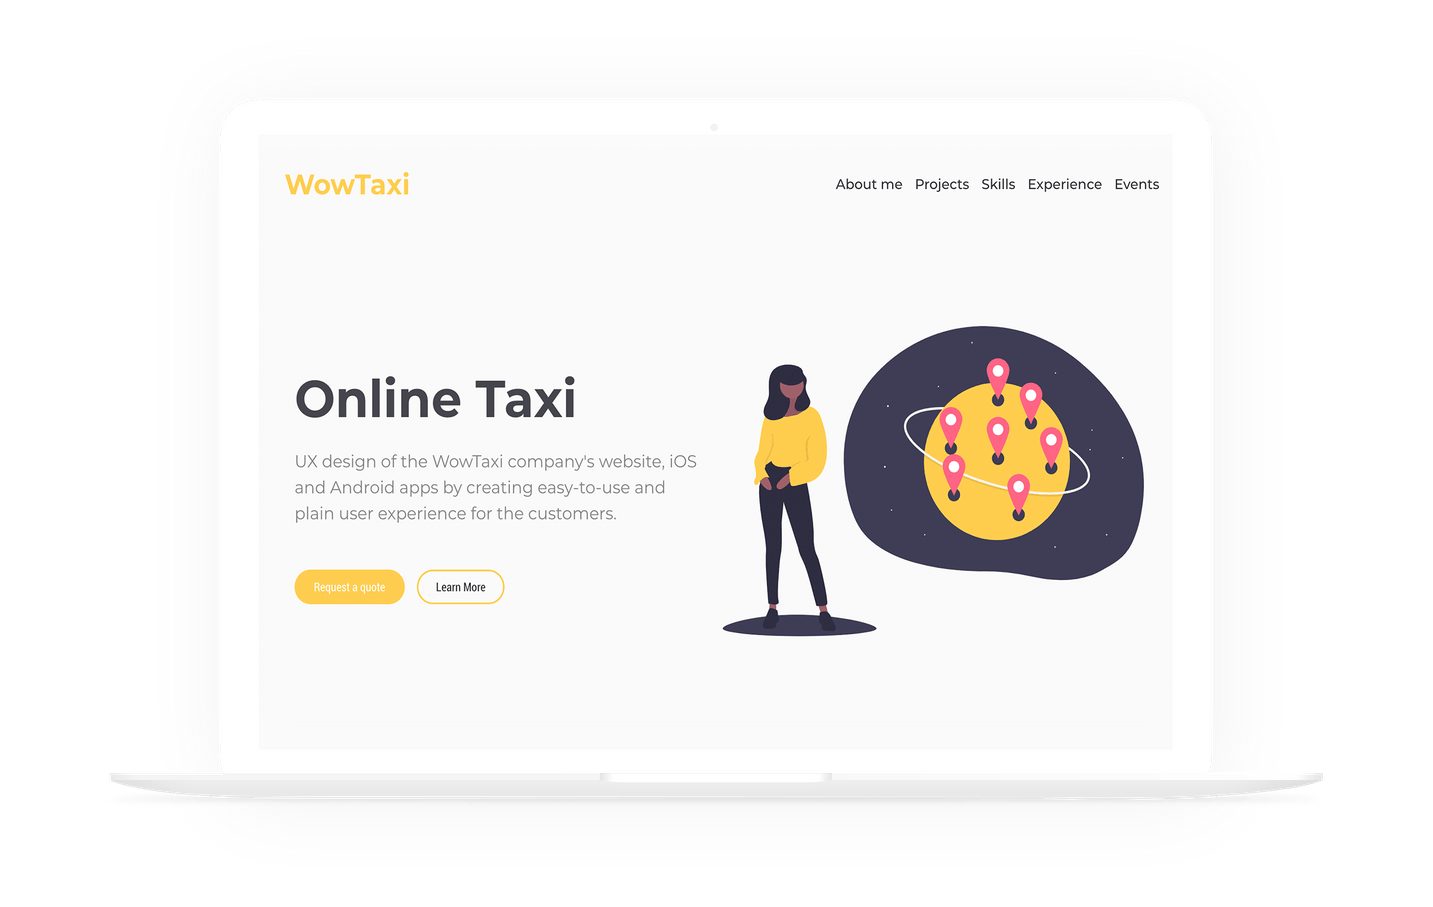 WowTaxi
About me Projects Skills Experience Events
Online Taxi
UX design of the WowTaxi company's website, iOS
and Android apps by creating easy-to-use and
plain user experience for the customers.
Request a quote Learn More